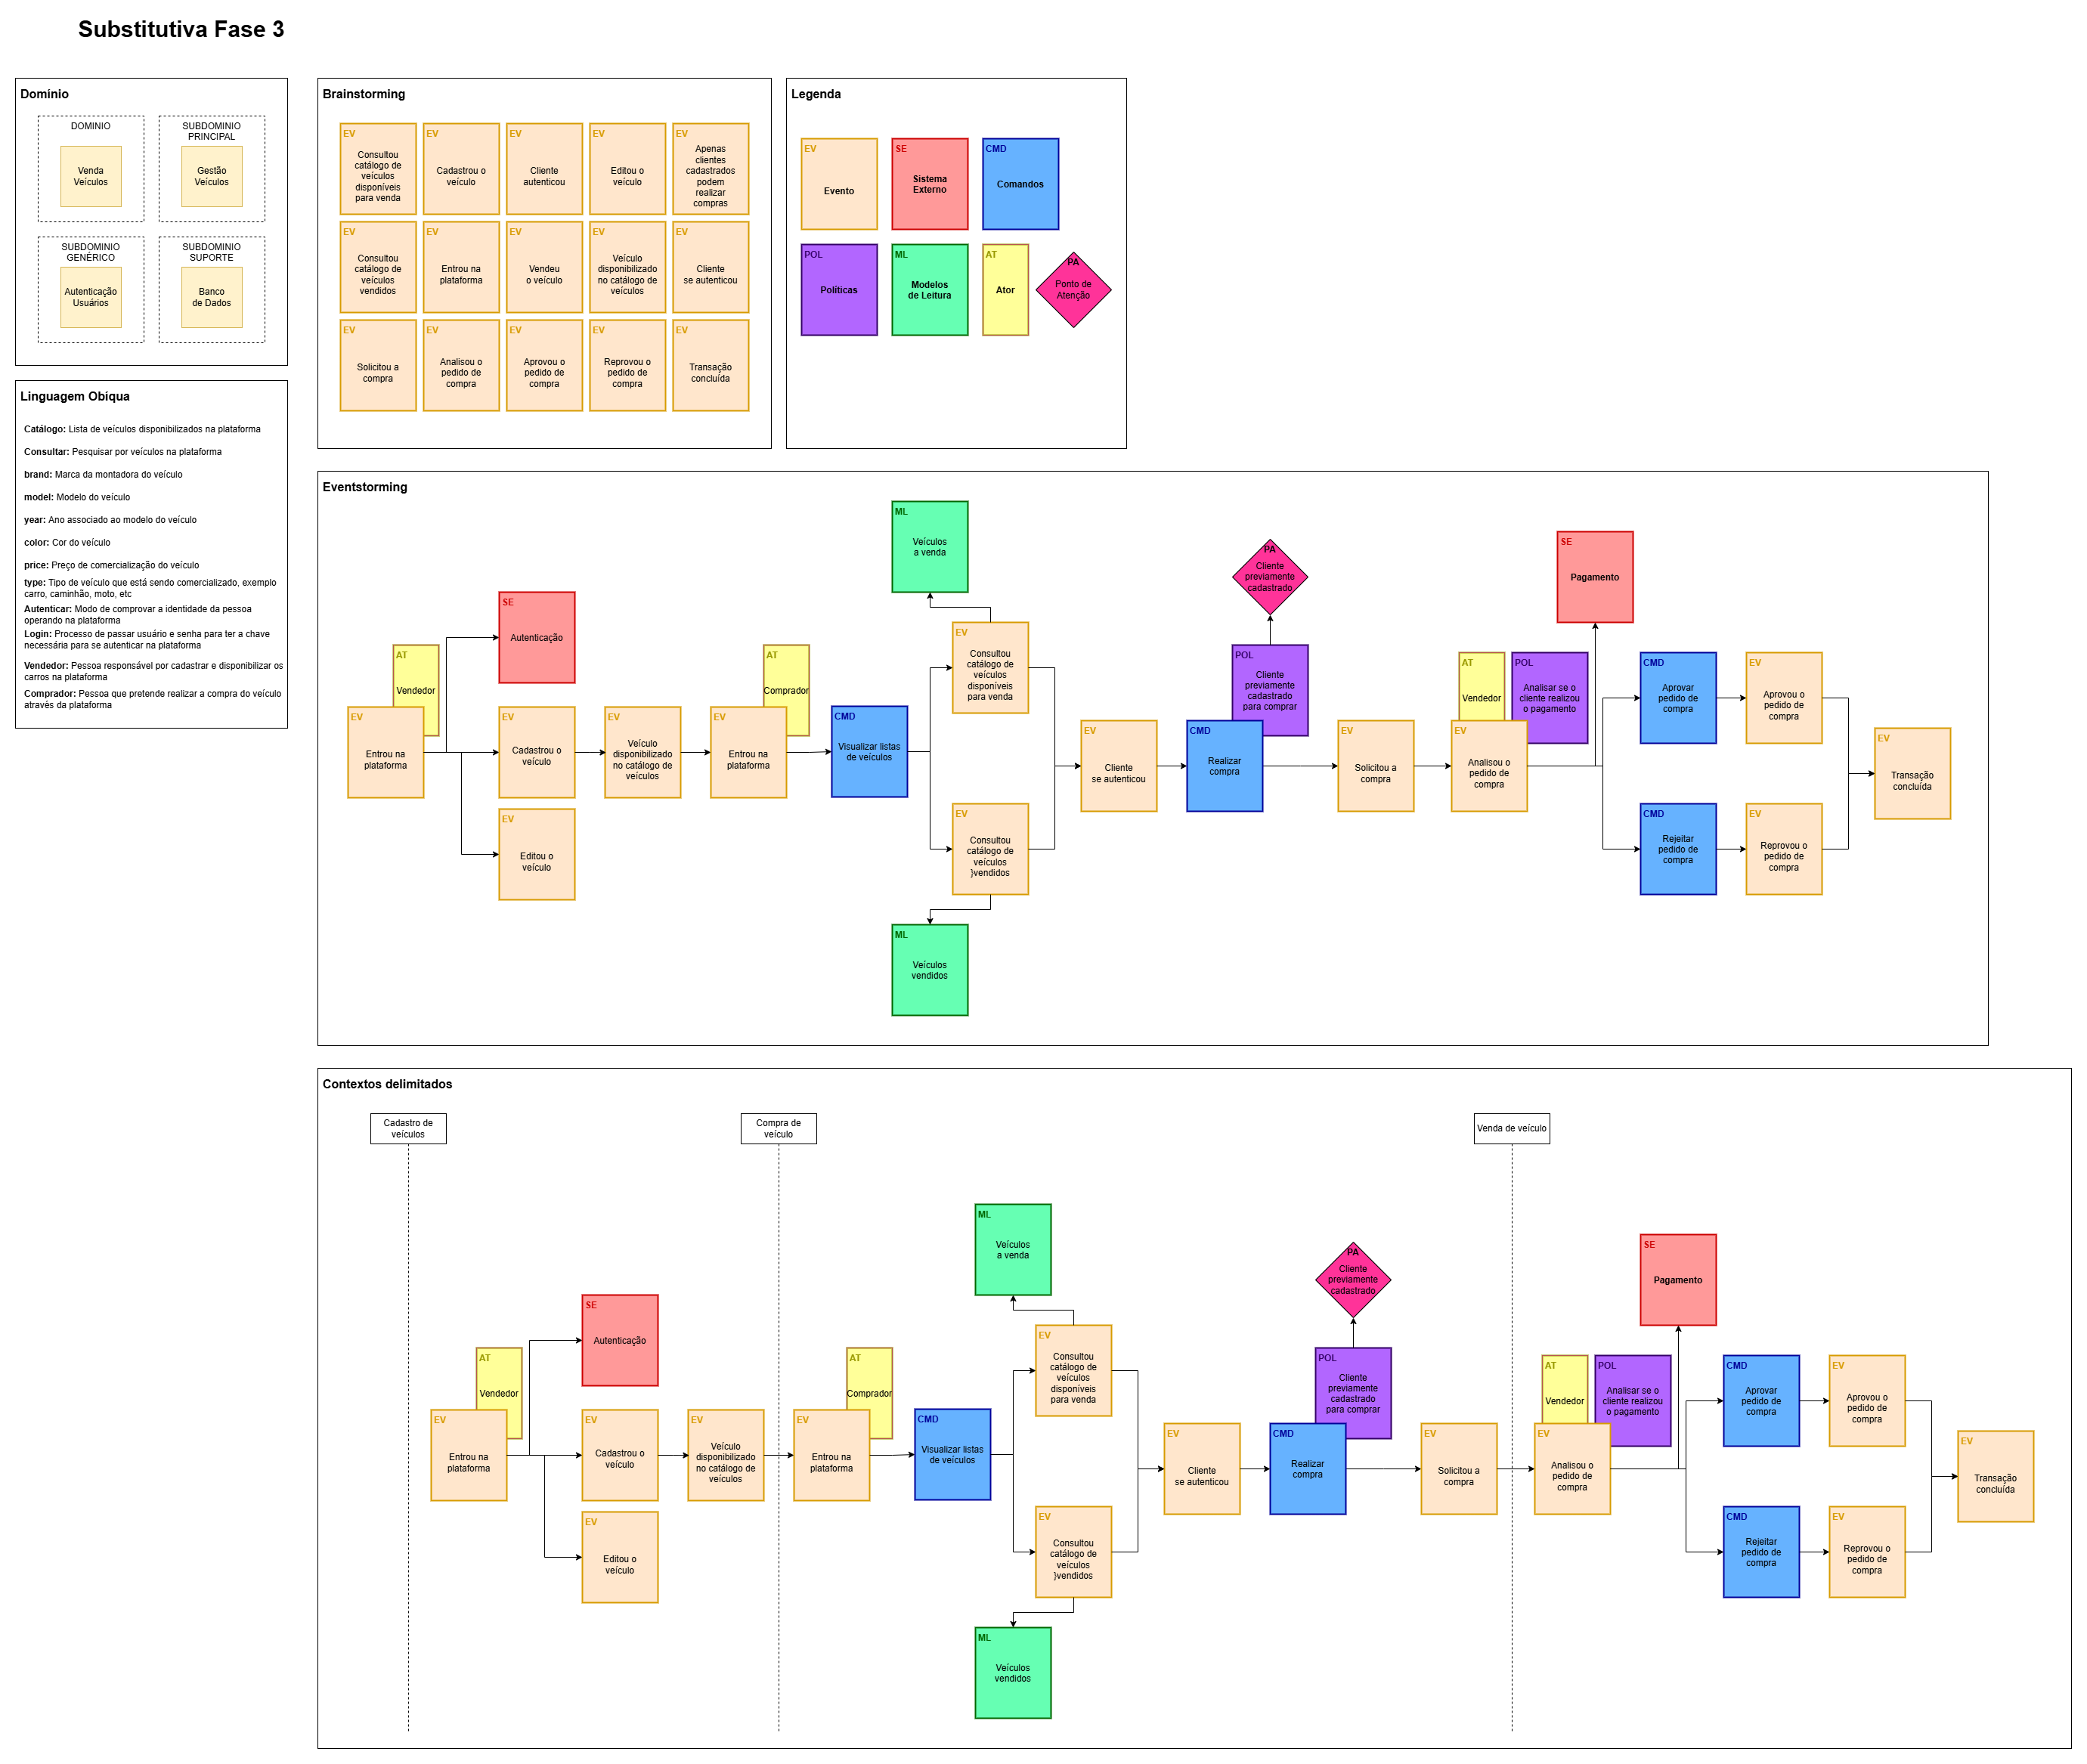 Substitutiva Fase 3
Domínio
DOMINIO
Venda
Veículos
SUBDOMINIO
PRINCIPAL
Gestão
Veículos
SUBDOMINIO
GENÉRICO
Autenticação
Usuários
SUBDOMINIO
SUPORTE
Banco
de Dados
Linguagem Obiqua
Catálogo: Lista de veículos disponibilizados na plataforma
Consultar: Pesquisar por veículos na plataforma
brand: Marca da montadora do veículo
model: Modelo do veículo
year: Ano associado ao modelo do veículo
color: Cor do veículo
price: Preço de comercialização do veículo
type: Tipo de veículo que está sendo comercializado, exemplo
carro, caminhão, moto, etc
Autenticar: Modo de comprovar a identidade da pessoa
operando na plataforma
Login: Processo de passar usuário e senha para ter a chave
necessária para se autenticar na plataforma
Vendedor: Pessoa responsável por cadastrar e disponibilizar os
carros na plataforma
Comprador: Pessoa que pretende realizar a compra do veículo
através da plataforma
Brainstorming
EV
Consultou
catálogo de
veículos
disponíveis
para venda
EV
Cadastrou o
veículo
EV
Cliente
autenticou
EV
Editou o
veículo
EV
Apenas
clientes
cadastrados
podem
realizar
compras
EV
Consultou
catálogo de
veículos
vendidos
EV
Entrou na
plataforma
EV
Vendeu
o veículo
EV
Veículo
disponibilizado
no catálogo de
veículos
EV
Cliente
se autenticou
EV
Solicitou a
compra
EV
Analisou o
pedido de
compra
EV
Aprovou o
pedido de
compra
EV
Reprovou o
pedido de
compra
EV
Transação
concluída
Legenda
EV
Evento
SE
Sistema
Externo
CMD
Comandos
POL
Políticas
ML
Modelos
de Leitura
AT
Ator
PA
Ponto de
Atenção
Eventstorming
AT
Vendedor
EV
Entrou na
plataforma
SE
Autenticação
EV
Cadastrou o
veículo
EV
Editou o
veículo
EV
Veículo
disponibilizado
no catálogo de
veículos
AT
Comprador
EV
Entrou na
plataforma
CMD
Visualizar listas
de veículos
ML
Veículos
a venda
EV
Consultou
catálogo de
veículos
disponíveis
para venda
EV
Consultou
catálogo de
veículos
}vendidos
ML
Veículos
vendidos
EV
Cliente
se autenticou
PA
Cliente
previamente
cadastrado
POL
Cliente
previamente
cadastrado
para comprar
CMD
Realizar
compra
EV
Solicitou a
compra
AT
Vendedor
POL
Analisar se o
cliente realizou
o pagamento
EV
Analisou o
pedido de
compra
SE
Pagamento
CMD
Aprovar
pedido de
compra
EV
Aprovou o
pedido de
compra
CMD
Rejeitar
pedido de
compra
EV
Reprovou o
pedido de
compra
EV
Transação
concluída
Contextos delimitados
Cadastro de
veículos
Compra de
veículo
Venda de veículo
AT
Vendedor
EV
Entrou na
plataforma
SE
Autenticação
EV
Cadastrou o
veículo
EV
Editou o
veículo
EV
Veículo
disponibilizado
no catálogo de
veículos
AT
Comprador
EV
Entrou na
plataforma
CMD
Visualizar listas
de veículos
ML
Veículos
a venda
EV
Consultou
catálogo de
veículos
disponíveis
para venda
EV
Consultou
catálogo de
veículos
}vendidos
ML
Veículos
vendidos
EV
Cliente
se autenticou
PA
Cliente
previamente
cadastrado
POL
Cliente
previamente
cadastrado
para comprar
CMD
Realizar
compra
EV
Solicitou a
compra
AT
Vendedor
POL
Analisar se o
cliente realizou
o pagamento
EV
Analisou o
pedido de
compra
SE
Pagamento
CMD
Aprovar
pedido de
compra
EV
Aprovou o
pedido de
compra
CMD
Rejeitar
pedido de
compra
EV
Reprovou o
pedido de
compra
EV
Transação
concluída